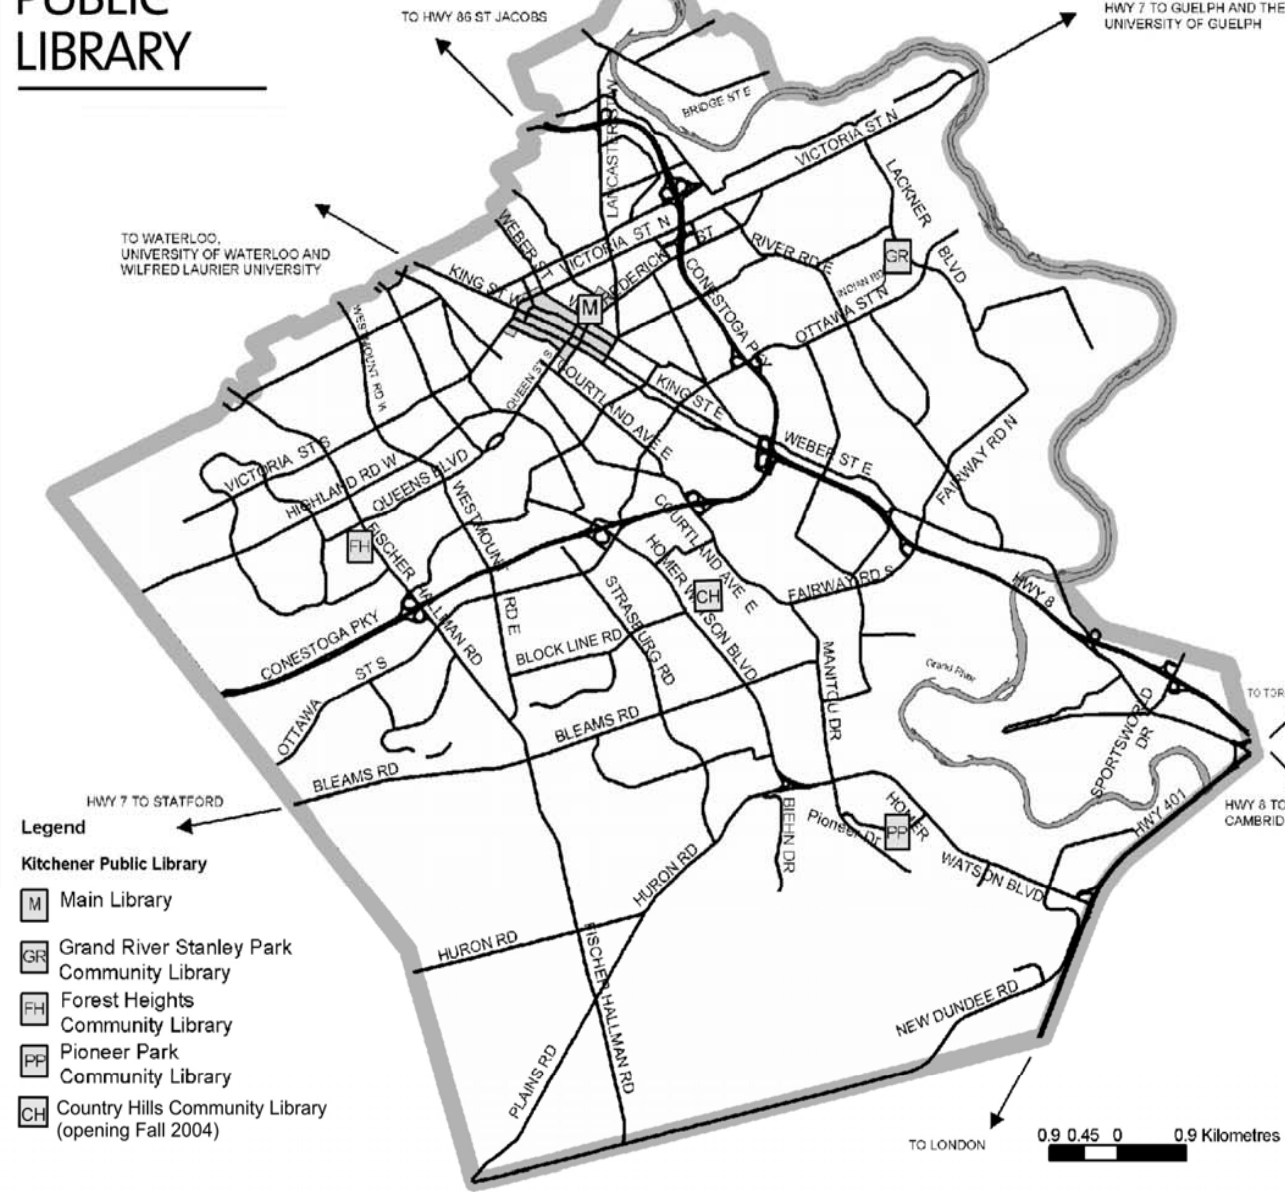 PUBLIC
LIBRARY
TO HWY 86 ST JACOBS
HWY 7 TO GUELPH AND THE
UNIVERSITY OF GUELPH
BRIDGE ST E
LANCASTER ST W
VICTORIA ST N
LACKNER
BLVD
TO WATERLOO,
UNIVERSITY OF WATERLOO AND
WILFRED LAURIER UNIVERSITY
WEBER ST
W
VICTORIA ST N
FREDERICK
ST
RIVER RD E
GR
INDIAN RD
KING ST W
M
CONESTOGA PKY
OTTAWA ST N
WESTMOUNT RD W
QUEEN ST S
COURTLAND AVE E
KING ST E
WEBER ST E
FAIRWAY RD N
VICTORIA ST S
HIGHLAND RD W
QUEENS BLVD
WESTMOUNT
RD E
FH
FISCHER
HALLMAN RD
COURTLAND AVE E
HOMER WATSON BLVD
CH
FAIRWAY RD S
HWY 8
STRASBURG RD
CONESTOGA PKY
BLOCK LINE RD
MANITOU DR
Grand River
OTTAWA
ST S
BLEAMS RD
BLEAMS RD
SPORTSWORLD
DR
HWY 401
HWY 8 TO
HWY 7 TO STATFORD
BIEHN DR
Pioneer Dr
PP
HOMER
WATSON BLVD
HURON RD
HURON RD
FISCHER HALLMAN RD
NEW DUNDEE RD
PLAINS RD
TO LONDON
0.9 0.45 0 0.9 Kilometres
Legend
Kitchener Public Library
M Main Library
GR Grand River Stanley Park
Community Library
FH Forest Heights
Community Library
PP Pioneer Park
Community Library
CH Country Hills Community Library
(opening Fall 2004)